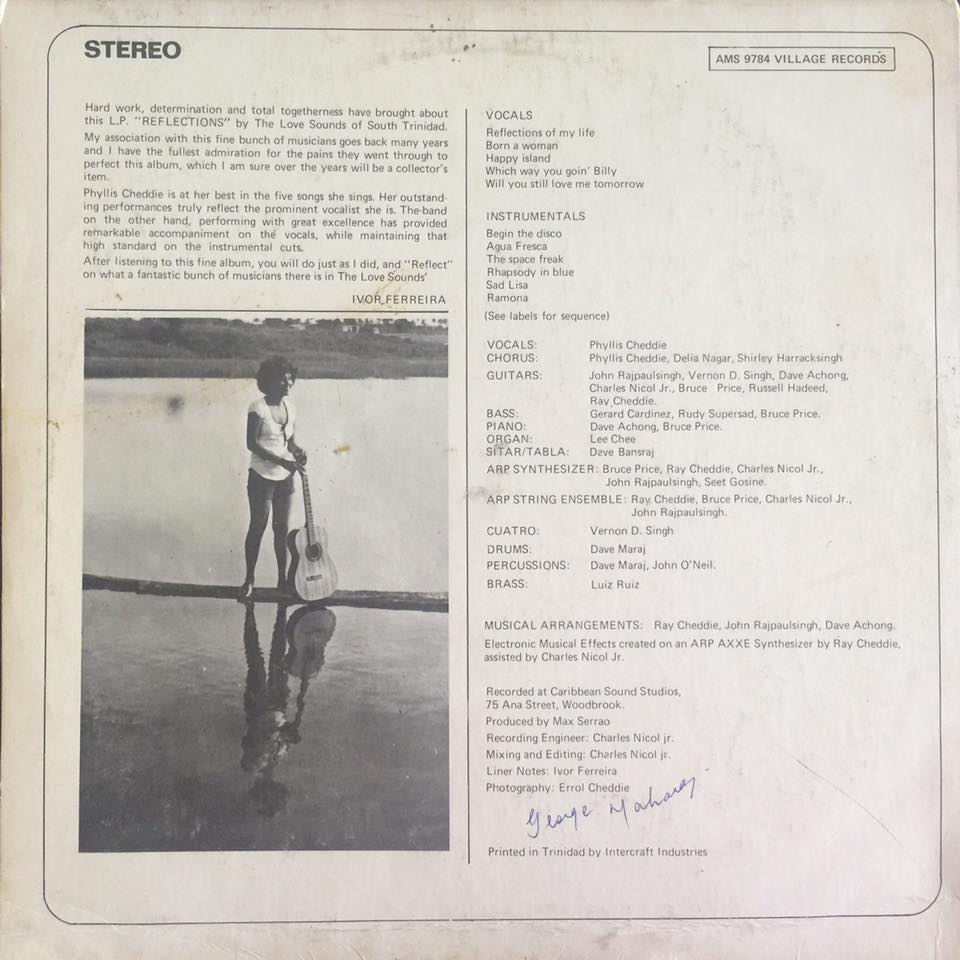 STEREO
AMS 9784 VILLAGE RECORDS
Hard work, determination and total togetherness have brought about
this L.P. "REFLECTIONS" by The Love Sounds of South Trinidad.
My association with this fine bunch of musicians goes back many years
and I have the fullest admiration for the pains they went through to
perfect this album, which I am sure over the years will be a collector's
item.
Phyllis Cheddie is at her best in the five songs she sings. Her outstand-
ing performances truly reflect the prominent vocalist she is. The band
on the other hand, performing with great excellence has provided
remarkable accompaniment on the vocals, while maintaining that
high standard on the instrumental cuts.
After listening to this fine album, you will do just as I did, and "Reflect"
on what a fantastic bunch of musicians there is in The Love Sounds'
IVOR FERREIRA
VOCALS
Reflections of my life
Born a woman
Happy island
Which way you goin' Billy
Will you still love me tomorrow
INSTRUMENTALS
Begin the disco
Agua Fresca
The space freak
Rhapsody in blue
Sad Lisa
Ramona
(See labels for sequence)
VOCALS: Phyllis Cheddie
CHORUS: Phyllis Cheddie, Delia Nagar, Shirley Harracksingh
GUITARS: John Rajpaulsingh, Vernon D. Singh, Dave Achong,
Charles Nicol Jr., Bruce Price, Russell Hadeed,
Ray Cheddie.
BASS: Gerard Cardinez, Rudy Supersad, Bruce Price.
PIANO: Dave Achong, Bruce Price.
ORGAN: Lee Chee
SITAR/TABLA: Dave Bansraj
ARP SYNTHESIZER: Bruce Price, Ray Cheddie, Charles Nicol Jr.,
John Rajpaulsingh, Seet Gosine.
ARP STRING ENSEMBLE: Ray Cheddie, Bruce Price, Charles Nicol Jr.,
John Rajpaulsingh.
CUATRO: Vernon D. Singh
DRUMS: Dave Maraj
PERCUSSIONS: Dave Maraj, John O'Neil.
BRASS: Luiz Ruiz
MUSICAL ARRANGEMENTS: Ray Cheddie, John Rajpaulsingh, Dave Achong.
Electronic Musical Effects created on an ARP AXXE Synthesizer by Ray Cheddie,
assisted by Charles Nicol Jr.
Recorded at Caribbean Sound Studios,
75 Ana Street, Woodbrook.
Produced by Max Serrao
Recording Engineer: Charles Nicol jr.
Mixing and Editing: Charles Nicol jr.
Liner Notes: Ivor Ferreira
Photography: Errol Cheddie
George Maharaj
Printed in Trinidad by Intercraft Industries